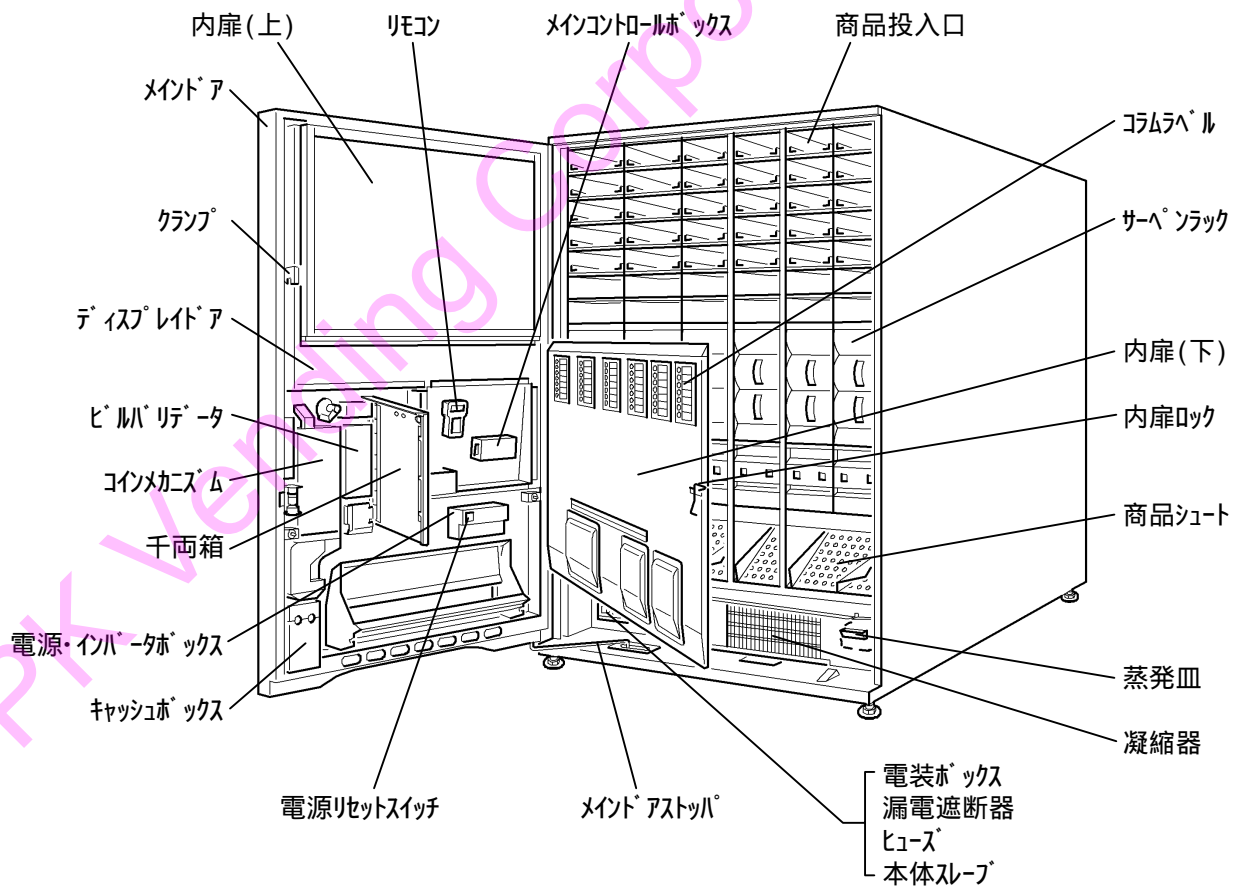 内扉(上)
ﾘﾓｺﾝ
ﾒｲﾝｺﾝﾄﾛｰﾙﾎﾞｯｸｽ
商品投入口
ﾒｲﾝﾄﾞｱ
ｺﾗﾑﾗﾍﾞﾙ
ｸﾗﾝﾌﾟ
ｻｰﾍﾟﾝﾗｯｸ
ﾃﾞｨｽﾌﾟﾚｲﾄﾞｱ
内扉(下)
ﾋﾞﾙﾊﾞﾘﾃﾞｰﾀ
内扉ﾛｯｸ
ｺｲﾝﾒｶﾆｽﾞﾑ
商品ｼｭｰﾄ
千両箱
電源･ｲﾝﾊﾞｰﾀﾎﾞｯｸｽ
蒸発皿
ｷｬｯｼｭﾎﾞｯｸｽ
凝縮器
電源ﾘｾｯﾄｽｲｯﾁ
ﾒｲﾝﾄﾞｱｽﾄｯﾊﾟ
電装ﾎﾞｯｸｽ
漏電遮断器
ﾋｭｰｽﾞ
本体ｽﾚｰﾌﾞ
PK Vending Corpo